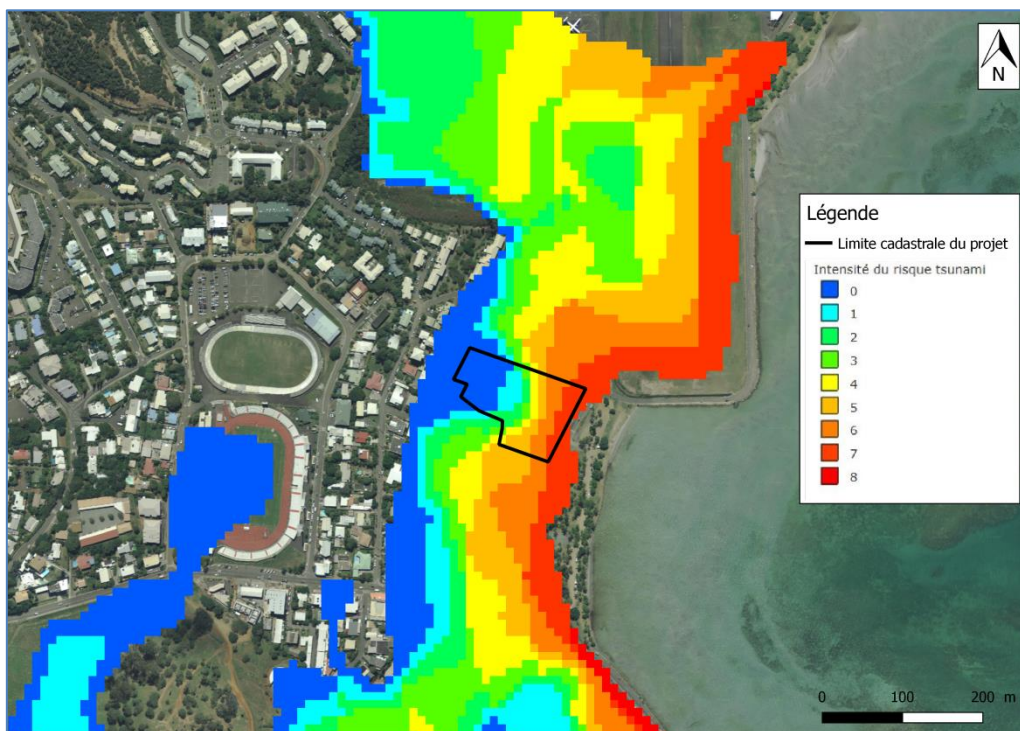 N
Légende
Limite cadastrale du projet
Intensité du risque tsunami
0
1
2
3
4
5
6
7
8
0 100 200 m